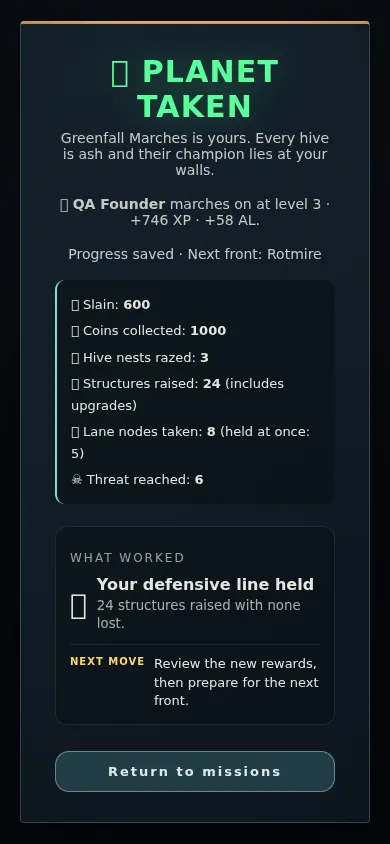 PLANET
TAKEN
Greenfall Marches is yours. Every hive
is ash and their champion lies at your
walls.
QA Founder marches on at level 3 ·
+746 XP · +58 AL.
Progress saved · Next front: Rotmire
Slain: 600
Coins collected: 1000
Hive nests razed: 3
Structures raised: 24 (includes
upgrades)
Lane nodes taken: 8 (held at once:
5)
☠ Threat reached: 6
WHAT WORKED
Your defensive line held
24 structures raised with none
lost.
NEXT MOVE Review the new rewards,
then prepare for the next
front.
Return to missions